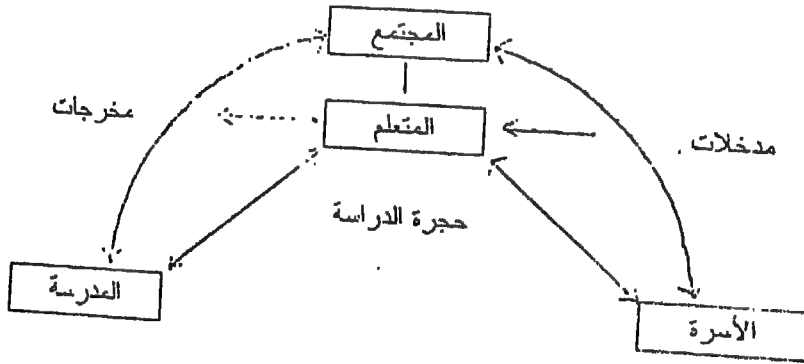 المجتمع
مخرجات
المتعلم
مدخلات
حجرة الدراسة
المدرسة
الأسرة